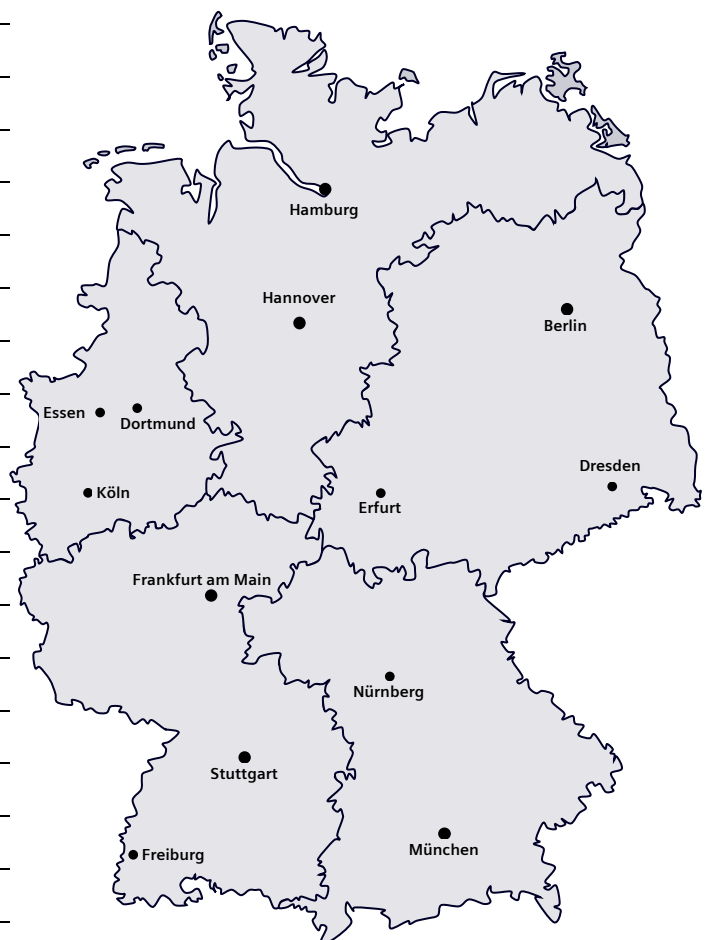 Hamburg
Hannover
Berlin
Essen
Dortmund
Dresden
Köln
Erfurt
Frankfurt am Main
Nürnberg
Stuttgart
München
Freiburg